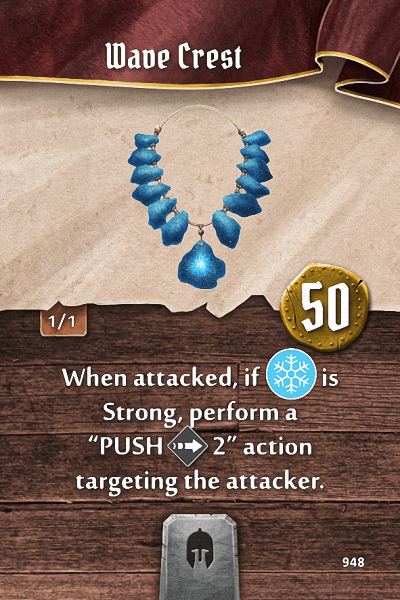 Wave Crest
50
1/1
When attacked, if is
Strong, perform a
“PUSH 2” action
targeting the attacker.
948